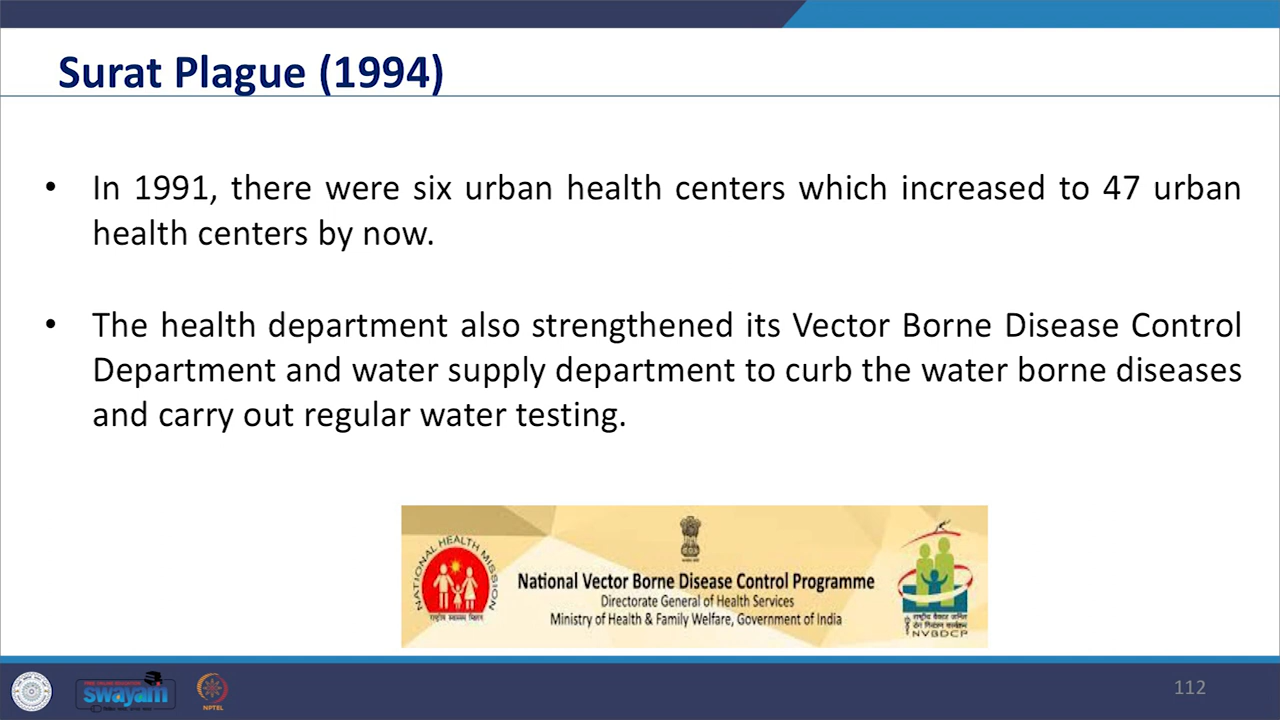 Surat Plague (1994)
• In 1991, there were six urban health centers which increased to 47 urban
health centers by now.
• The health department also strengthened its Vector Borne Disease Control
Department and water supply department to curb the water borne diseases
and carry out regular water testing.
NATIONAL HEALTH MISSION
राष्ट्रीय स्वास्थ्य मिशन
National Vector Borne Disease Control Programme
Directorate General of Health Services
Ministry of Health & Family Welfare, Government of India
NVBDCP
swayam
NPTEL
112